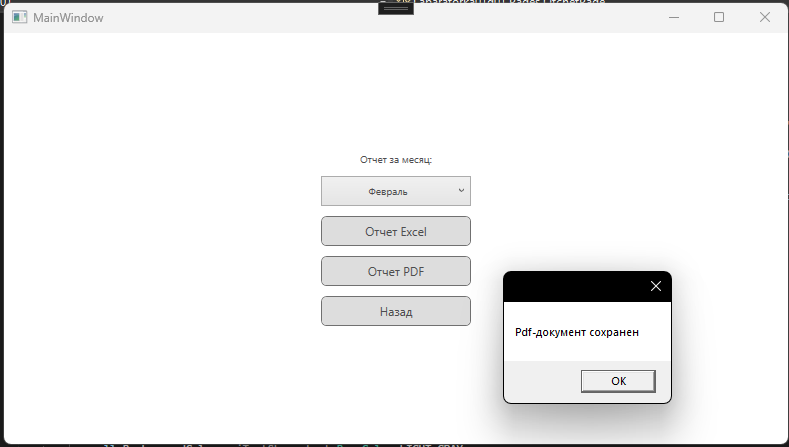 MainWindow
Отчет за месяц:
Февраль
Отчет Excel
Отчет PDF
Назад
Pdf-документ сохранен
OK